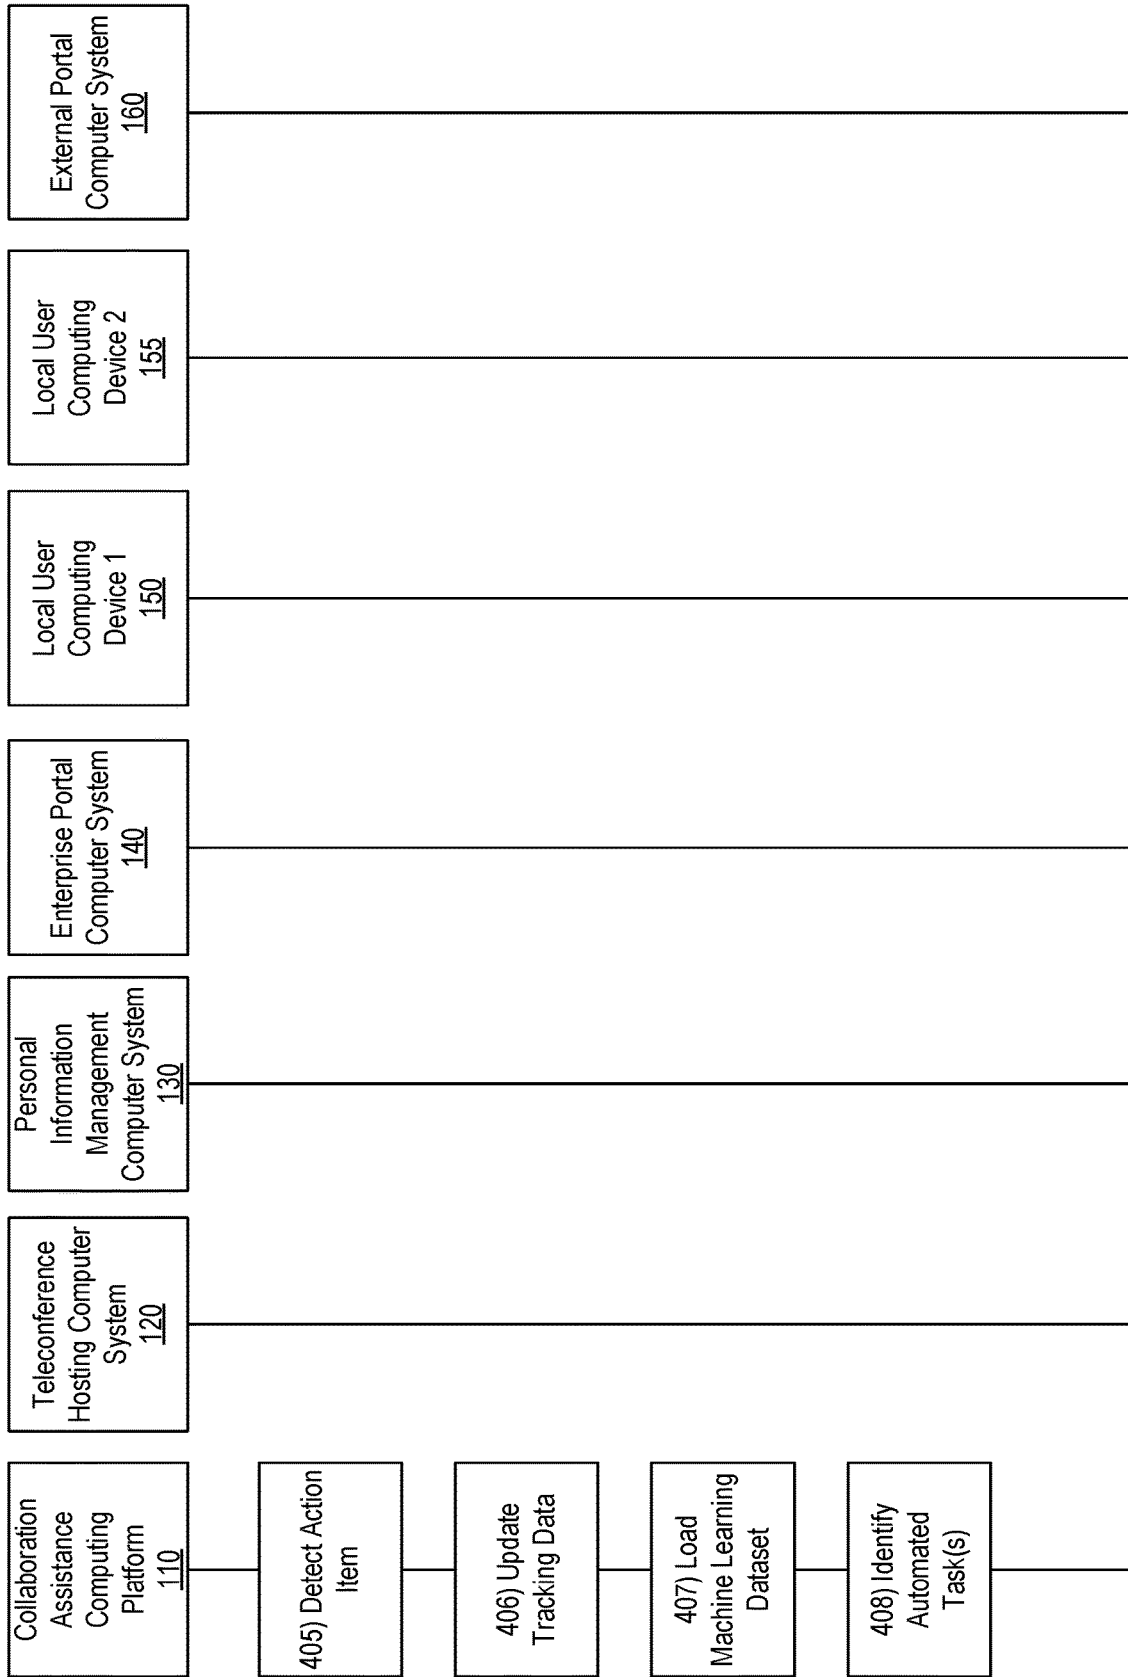 Collaboration
Assistance
Computing
Platform
110
Teleconference
Hosting Computer
System
120
Personal
Information
Management
Computer System
130
Enterprise Portal
Computer System
140
Local User
Computing
Device 1
150
Local User
Computing
Device 2
155
External Portal
Computer System
160
405) Detect Action
Item
406) Update
Tracking Data
407) Load
Machine Learning
Dataset
408) Identify
Automated
Task(s)